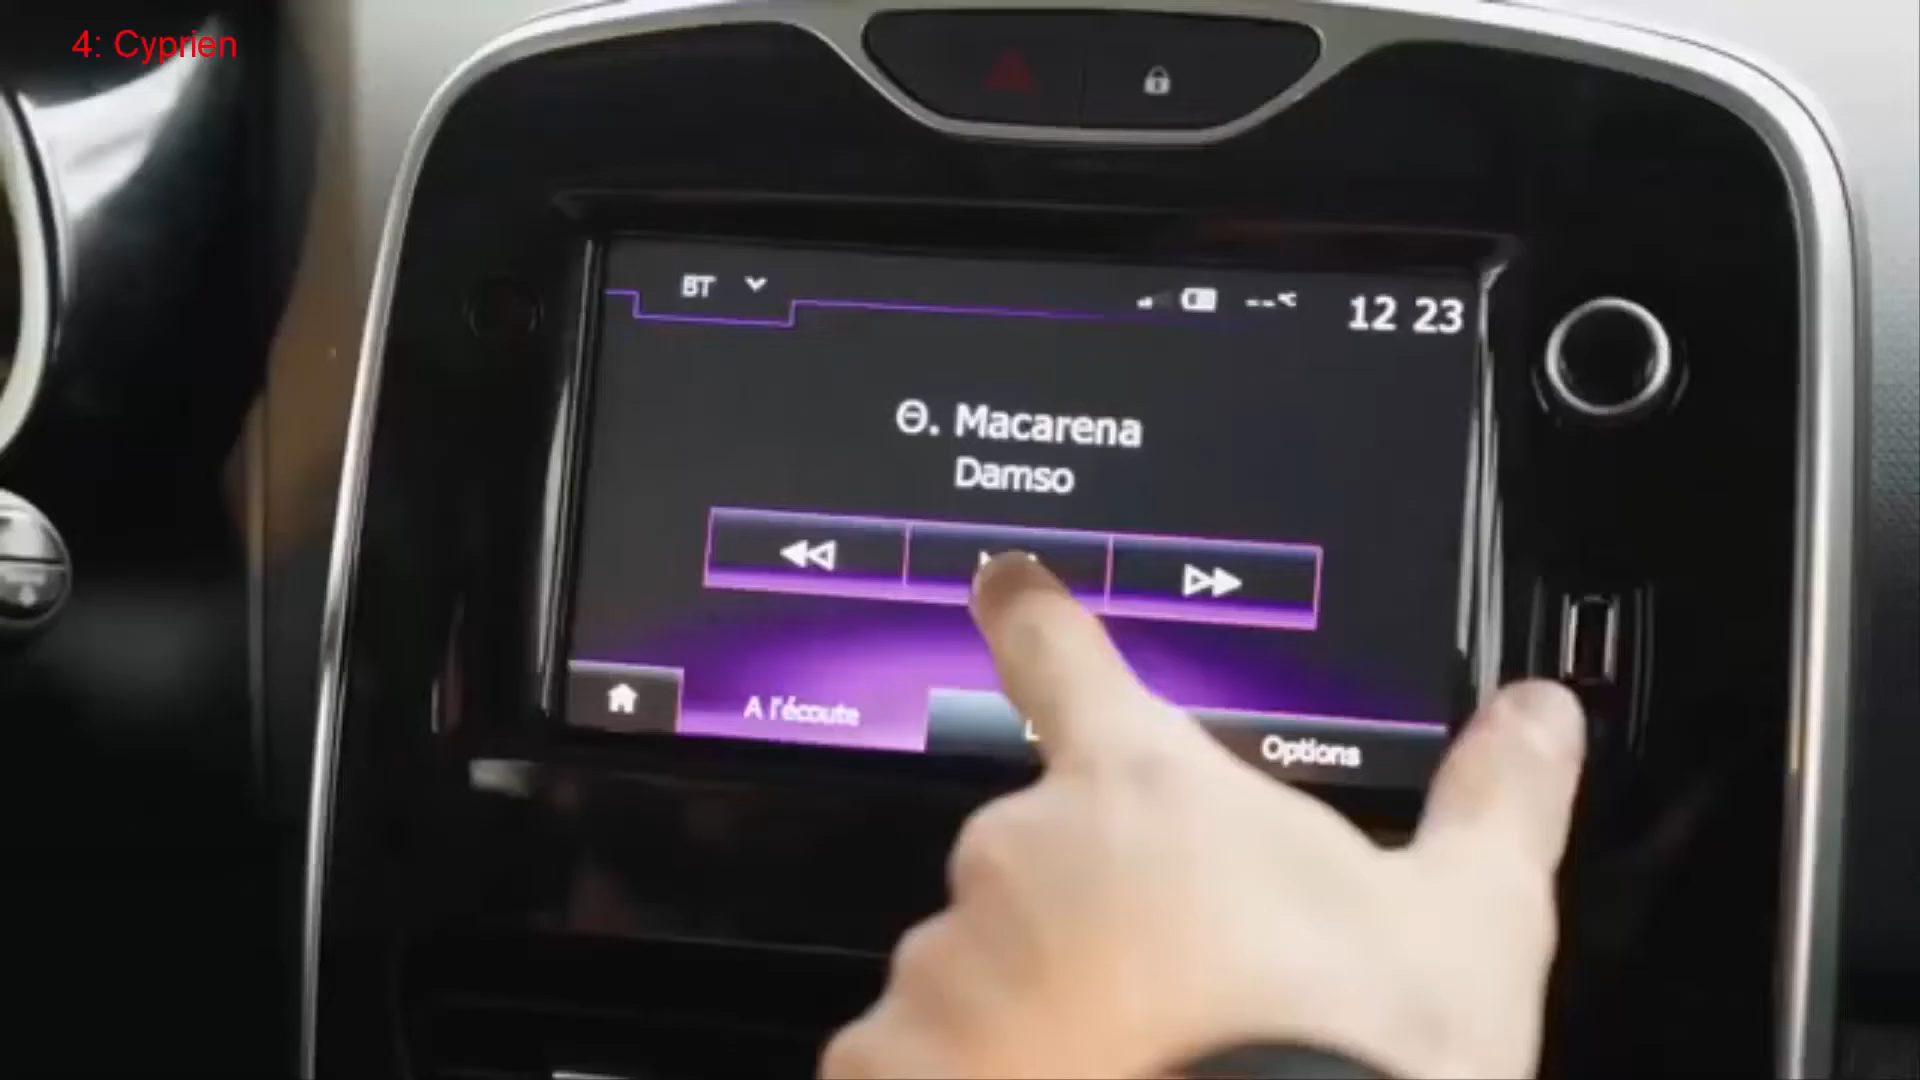 4: Cyprien
BT
12 23
Θ. Macarena
Damso
A l'écoute
Options